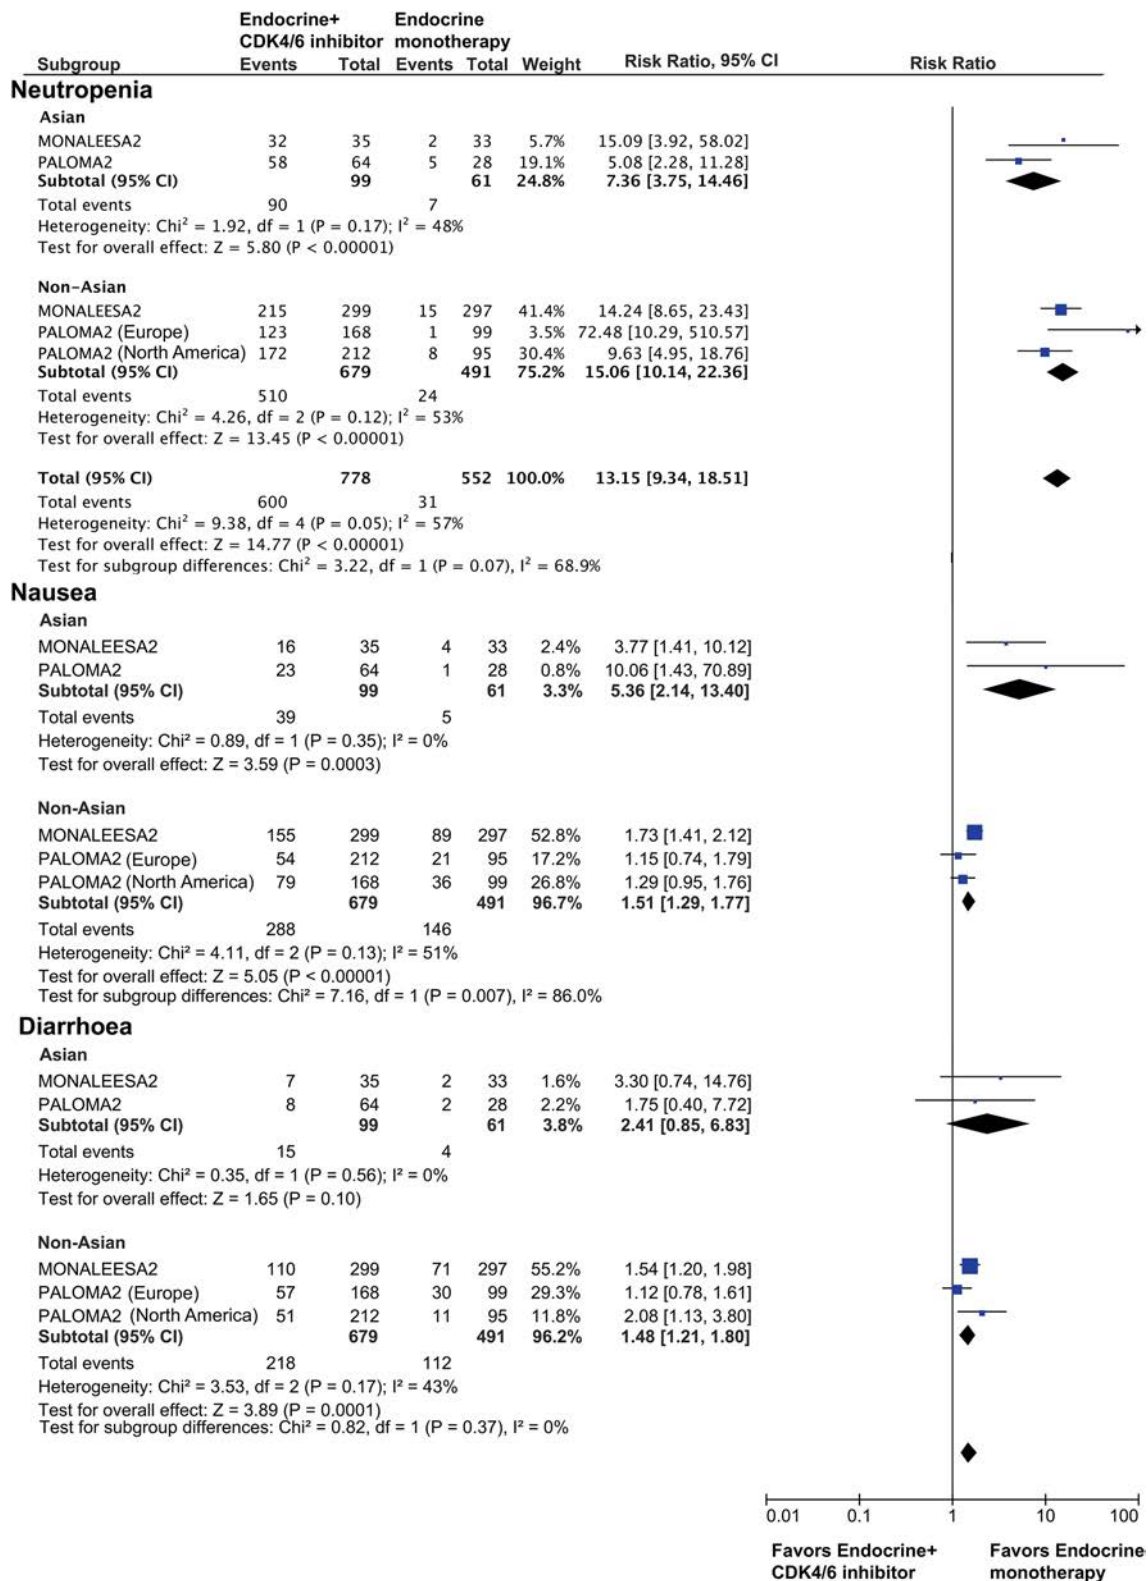 Endocrine+ Endocrine
CDK4/6 inhibitor monotherapy
Subgroup Events Total Events Total Weight Risk Ratio, 95% CI Risk Ratio
Neutropenia
Asian
MONALEESA2 32 35 2 33 5.7% 15.09 [3.92, 58.02]
PALOMA2 58 64 5 28 19.1% 5.08 [2.28, 11.28]
Subtotal (95% CI) 99 61 24.8% 7.36 [3.75, 14.46]
Total events 90 7
Heterogeneity: Chi² = 1.92, df = 1 (P = 0.17); I² = 48%
Test for overall effect: Z = 5.80 (P < 0.00001)
Non-Asian
MONALEESA2 215 299 15 297 41.4% 14.24 [8.65, 23.43]
PALOMA2 (Europe) 123 168 1 99 3.5% 72.48 [10.29, 510.57]
PALOMA2 (North America) 172 212 8 95 30.4% 9.63 [4.95, 18.76]
Subtotal (95% CI) 679 491 75.2% 15.06 [10.14, 22.36]
Total events 510 24
Heterogeneity: Chi² = 4.26, df = 2 (P = 0.12); I² = 53%
Test for overall effect: Z = 13.45 (P < 0.00001)
Total (95% CI) 778 552 100.0% 13.15 [9.34, 18.51]
Total events 600 31
Heterogeneity: Chi² = 9.38, df = 4 (P = 0.05); I² = 57%
Test for overall effect: Z = 14.77 (P < 0.00001)
Test for subgroup differences: Chi² = 3.22, df = 1 (P = 0.07), I² = 68.9%
Nausea
Asian
MONALEESA2 16 35 4 33 2.4% 3.77 [1.41, 10.12]
PALOMA2 23 64 1 28 0.8% 10.06 [1.43, 70.89]
Subtotal (95% CI) 99 61 3.3% 5.36 [2.14, 13.40]
Total events 39 5
Heterogeneity: Chi² = 0.89, df = 1 (P = 0.35); I² = 0%
Test for overall effect: Z = 3.59 (P = 0.0003)
Non-Asian
MONALEESA2 155 299 89 297 52.8% 1.73 [1.41, 2.12]
PALOMA2 (Europe) 54 212 21 95 17.2% 1.15 [0.74, 1.79]
PALOMA2 (North America) 79 168 36 99 26.8% 1.29 [0.95, 1.76]
Subtotal (95% CI) 679 491 96.7% 1.51 [1.29, 1.77]
Total events 288 146
Heterogeneity: Chi² = 4.11, df = 2 (P = 0.13); I² = 51%
Test for overall effect: Z = 5.05 (P < 0.00001)
Test for subgroup differences: Chi² = 7.16, df = 1 (P = 0.007), I² = 86.0%
Diarrhoea
Asian
MONALEESA2 7 35 2 33 1.6% 3.30 [0.74, 14.76]
PALOMA2 8 64 2 28 2.2% 1.75 [0.40, 7.72]
Subtotal (95% CI) 99 61 3.8% 2.41 [0.85, 6.83]
Total events 15 4
Heterogeneity: Chi² = 0.35, df = 1 (P = 0.56); I² = 0%
Test for overall effect: Z = 1.65 (P = 0.10)
Non-Asian
MONALEESA2 110 299 71 297 55.2% 1.54 [1.20, 1.98]
PALOMA2 (Europe) 57 168 30 99 29.3% 1.12 [0.78, 1.61]
PALOMA2 (North America) 51 212 11 95 11.8% 2.08 [1.13, 3.80]
Subtotal (95% CI) 679 491 96.2% 1.48 [1.21, 1.80]
Total events 218 112
Heterogeneity: Chi² = 3.53, df = 2 (P = 0.17); I² = 43%
Test for overall effect: Z = 3.89 (P = 0.0001)
Test for subgroup differences: Chi² = 0.82, df = 1 (P = 0.37), I² = 0%
0.01 0.1 1 10 100
Favors Endocrine+ Favors Endocrine
CDK4/6 inhibitor monotherapy